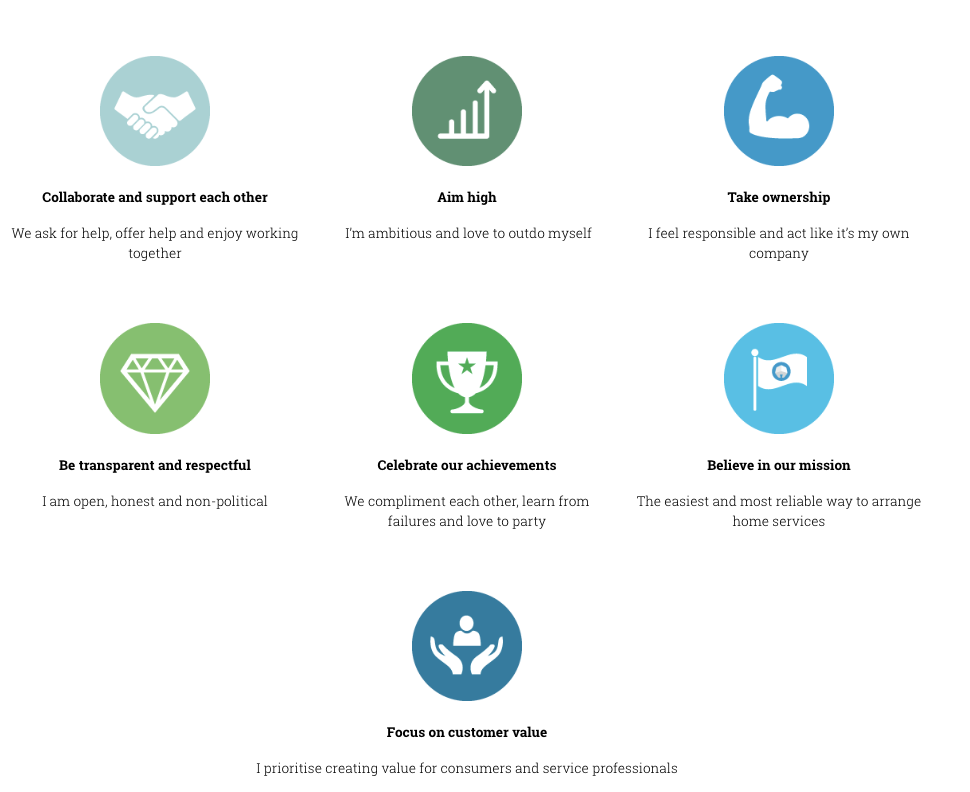 Collaborate and support each other
We ask for help, offer help and enjoy working
together
Aim high
I'm ambitious and love to outdo myself
Take ownership
I feel responsible and act like it's my own
company
Be transparent and respectful
I am open, honest and non-political
Celebrate our achievements
We compliment each other, learn from
failures and love to party
Believe in our mission
The easiest and most reliable way to arrange
home services
Focus on customer value
I prioritise creating value for consumers and service professionals